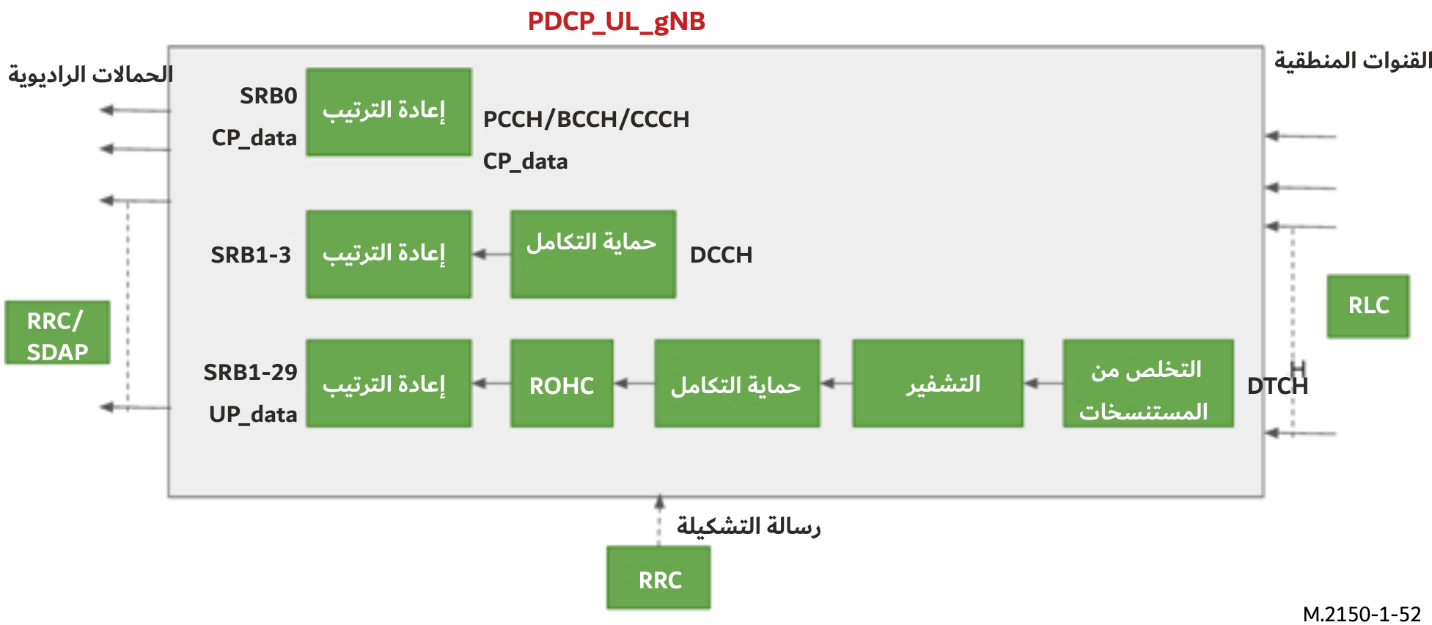 PDCP_UL_gNB
القنوات المنطقية
الحمالات الراديوية
SRB0
CP_data
إعادة الترتيب
PCCH/BCCH/CCCH
CP_data
SRB1-3
إعادة الترتيب
حماية التكامل
DCCH
RRC/
SDAP
RLC
SRB1-29
UP_data
إعادة الترتيب
ROHC
حماية التكامل
التشفير
التخلص من
المستنسخات
H
DTCH
رسالة التشكيلة
RRC
M.2150-1-52